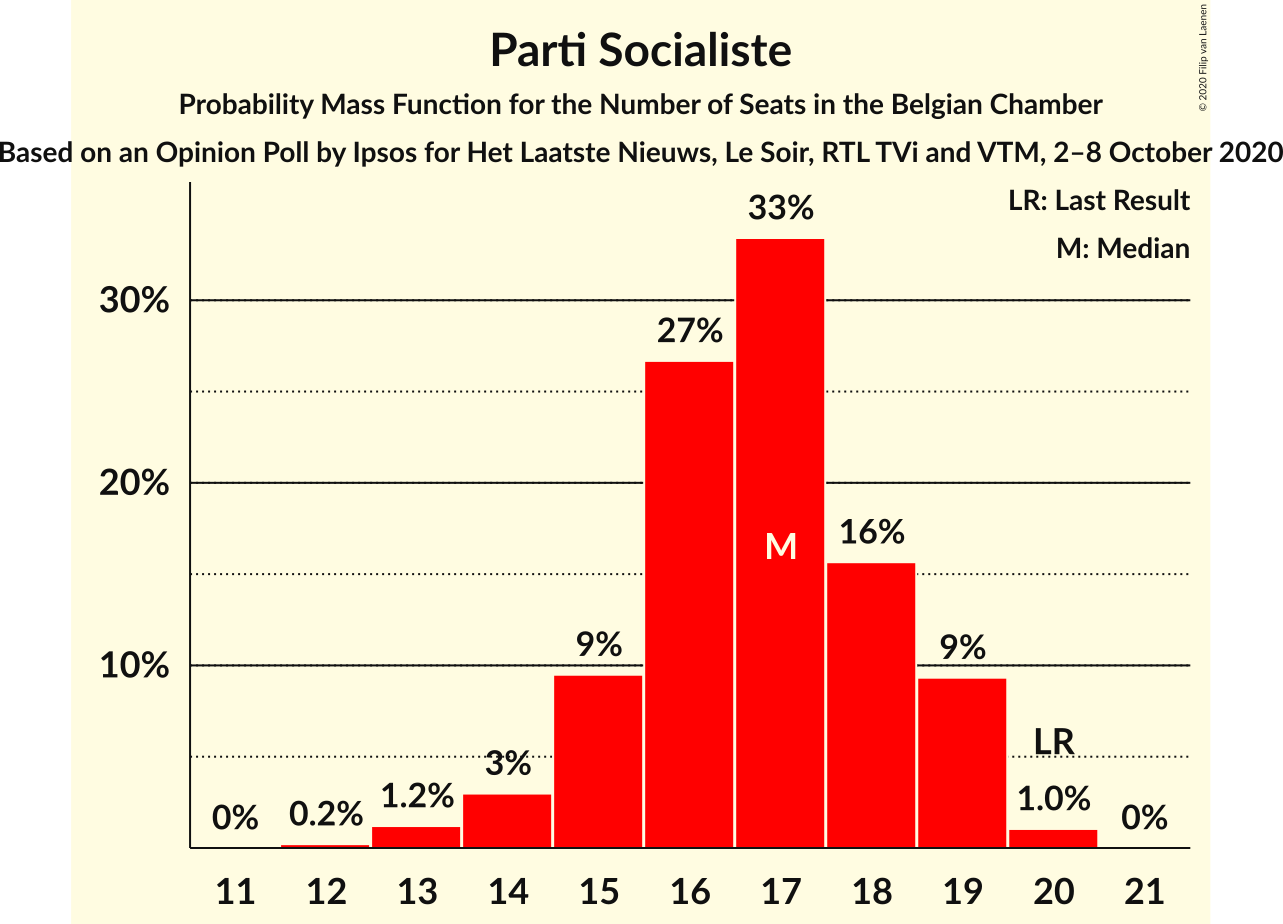 Parti Socialiste
© 2020 Filip van Laenen
Probability Mass Function for the Number of Seats in the Belgian Chamber
Based on an Opinion Poll by Ipsos for Het Laatste Nieuws, Le Soir, RTL TVi and VTM, 2–8 October 2020
LR: Last Result
M: Median
33%
30%
27%
20%
M
16%
9%
9%
10%
LR
3%
1.2%
1.0%
0.2%
0%
0%
11 12 13 14 15 16 17 18 19 20 21